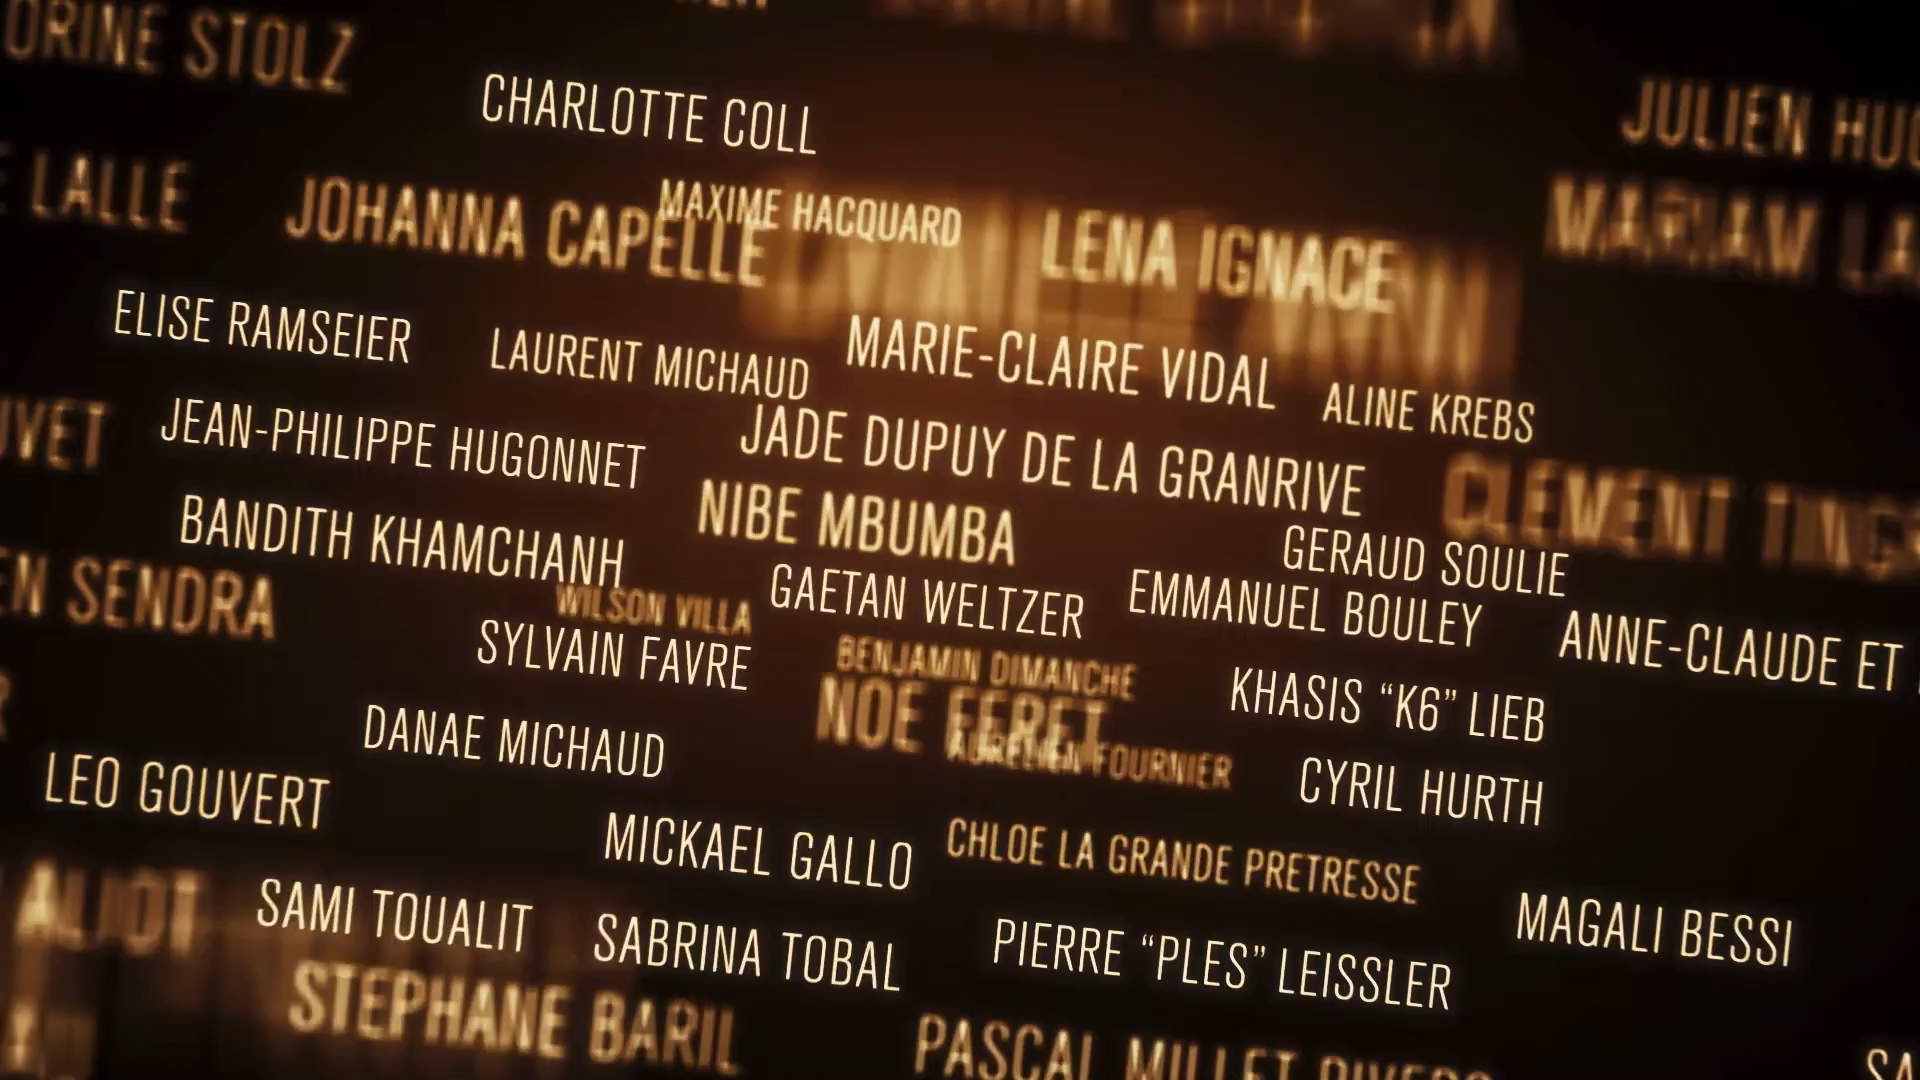 STOLZ
CHARLOTTE COLL
JULIEN
LALLE
JOHANNA CAPELLE
MAXIME HACQUARD
LENA IGNACE
ELISE RAMSEIER
LAURENT MICHAUD
MARIE-CLAIRE VIDAL
ALINE KREBS
JEAN-PHILIPPE HUGONNET
JADE DUPUY DE LA GRANRIVE
CLEMENT
BANDITH KHAMCHANH
NIBE MBUMBA
GERAUD SOULIE
SENDRA
WILSON VILLA
GAETAN WELTZER
EMMANUEL BOULEY
ANNE-CLAUDE ET
SYLVAIN FAVRE
BENJAMIN DIMANCHE
KHASIS “K6” LIEB
NOE FERET
DANAE MICHAUD
AURELIEN FOURNIER
LEO GOUVERT
CYRIL HURTH
MICKAEL GALLO
CHLOE LA GRANDE PRETRESSE
SAMI TOUALIT
SABRINA TOBAL
PIERRE “PLES” LEISSLER
MAGALI BESSI
STEPHANE BARIL
PASCAL MILLET